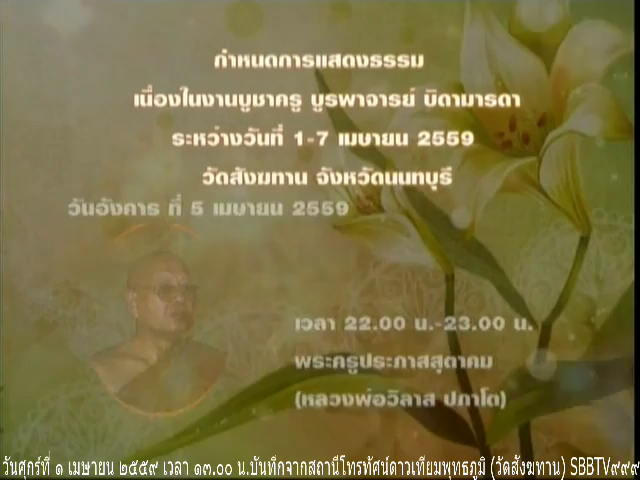 กำหนดการแสดงธรรม
เนื่องในงานบูชาครู บูรพาจารย์ บิดามารดา
ระหว่างวันที่ 1-7 เมษายน 2559
วัดสังฆทาน จังหวัดนนทบุรี
วันอังคาร ที่ 5 เมษายน 2559
เวลา 22.00 น.-23.00 น.
พระครูประภาสสุตาคม
(หลวงพ่อวิลาส ปภาโต)
วันศุกร์ที่ ๑ เมษายน ๒๕๕๙ เวลา ๑๓.๐๐ น.บันทึกจากสถานีโทรทัศน์ดาวเทียมพุทธภูมิ (วัดสังฆทาน) SBBTV๙๙๙